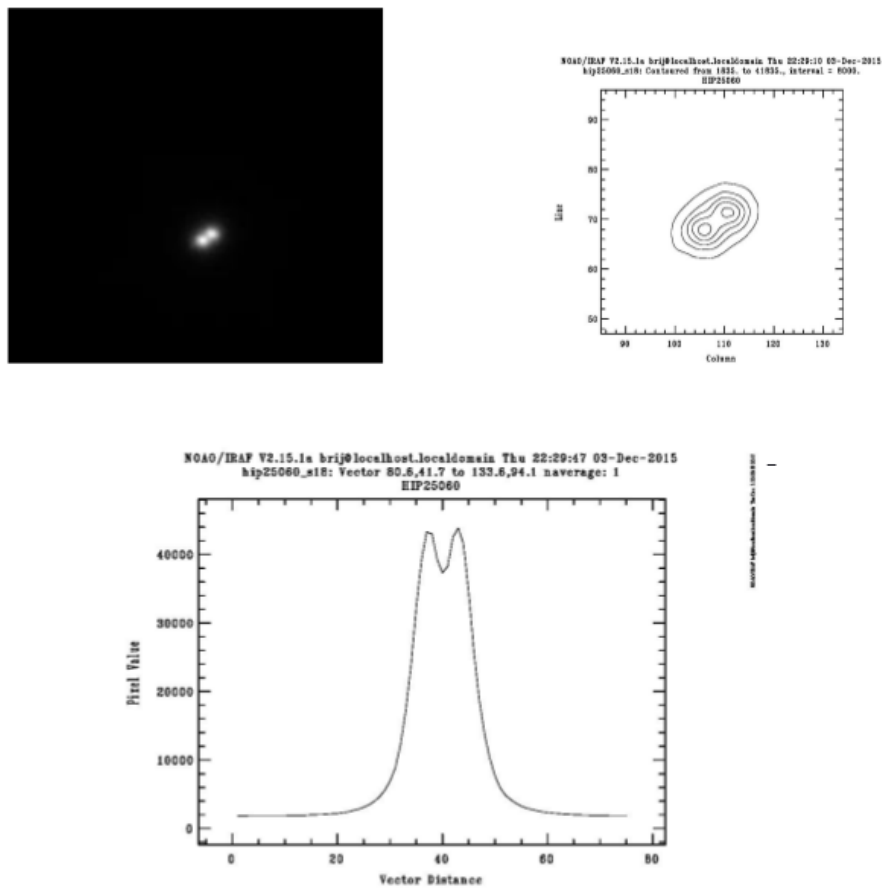 NOAO/IRAF V2.15.1a brij@localhost.localdomain Thu 22:29:10 03-Dec-2015
hip25060_s18: Contoured from 1835. to 41835., interval = 8000.
HIP25060
90
80
70
60
50
Line
90 100 110 120 130
Column
NOAO/IRAF V2.15.1a brij@localhost.localdomain Thu 22:29:47 03-Dec-2015
hip25060_s18: Vector 80.6,41.7 to 133.6,94.1 naverage: 1
HIP25060
40000
30000
20000
10000
0
Pixel Value
0 20 40 60 80
Vector Distance